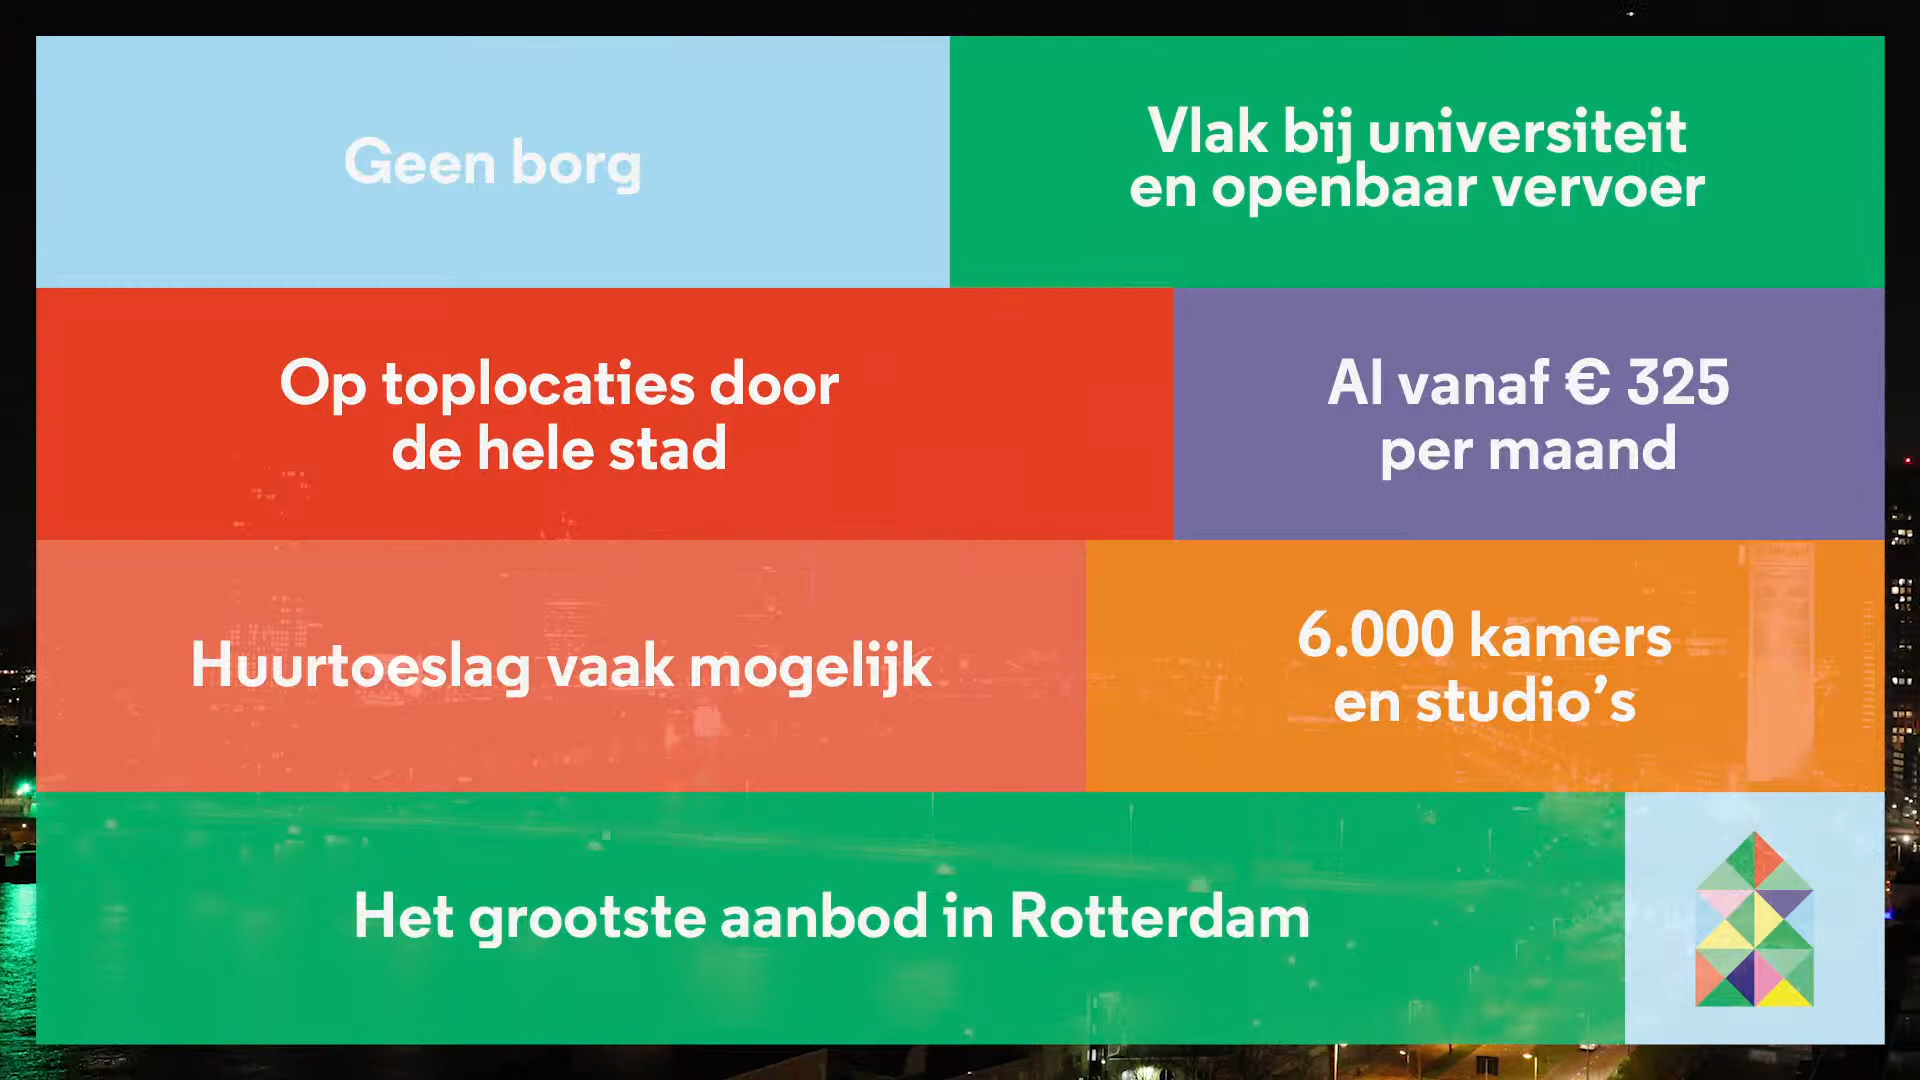 Geen borg
Vlak bij universiteit
en openbaar vervoer
Op toplocaties door
de hele stad
Al vanaf € 325
per maand
Huurtoeslag vaak mogelijk
6.000 kamers
en studio’s
Het grootste aanbod in Rotterdam